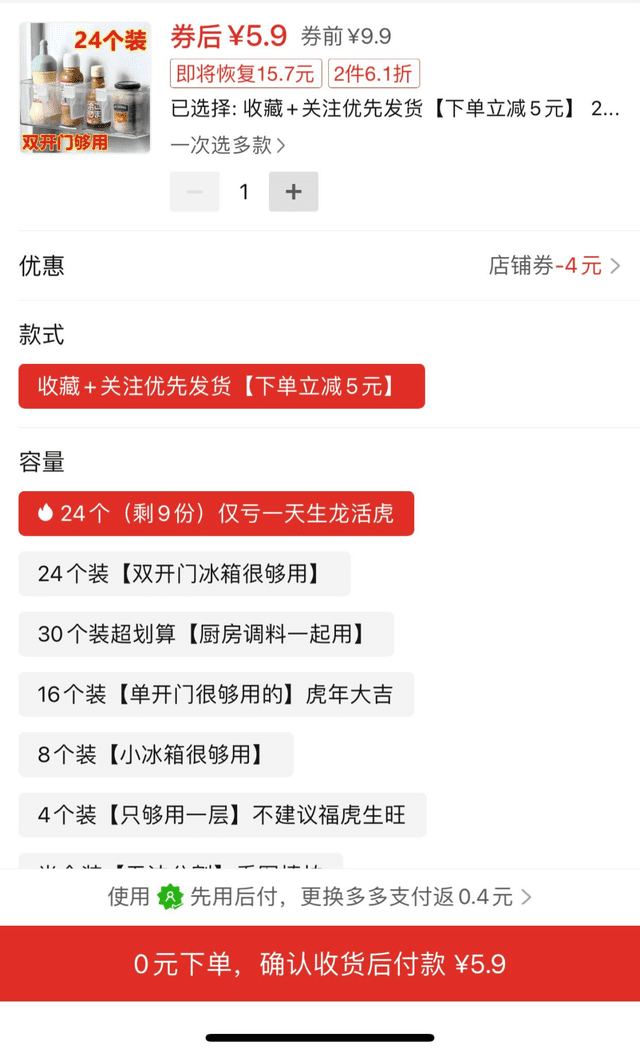 24个装
双开门够用
券后 ¥5.9 券前 ¥9.9
即将恢复15.7元 2件6.1折
已选择: 收藏+关注优先发货【下单立减5元】 2...
一次选多款
1
优惠
店铺券-4元
款式
收藏+关注优先发货【下单立减5元】
容量
24个（剩9份）仅亏一天生龙活虎
24个装【双开门冰箱很够用】
30个装超划算【厨房调料一起用】
16个装【单开门很够用的】虎年大吉
8个装【小冰箱很够用】
4个装【只够用一层】不建议福虎生旺
使用 先用后付，更换多多支付返0.4元
0元下单，确认收货后付款 ¥5.9